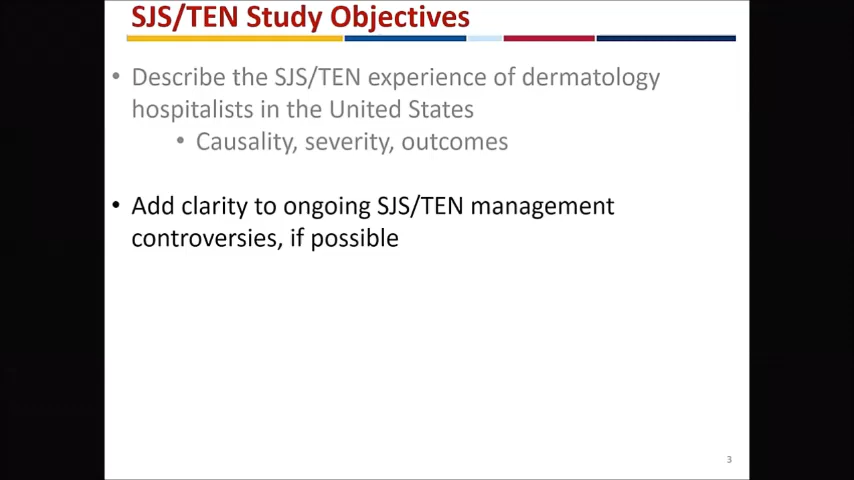 SJS/TEN Study Objectives
• Describe the SJS/TEN experience of dermatology
hospitalists in the United States
• Causality, severity, outcomes
• Add clarity to ongoing SJS/TEN management
controversies, if possible
3